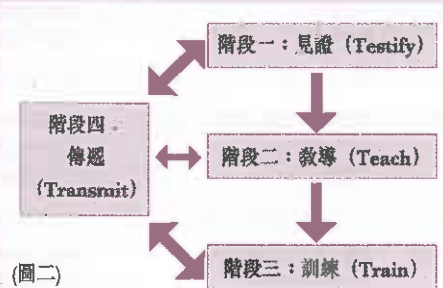 階段一：見證（Testify）
階段四：
傳遞
（Transmit）
階段二：教導（Teach）
階段三：訓練（Train）
(圖二)